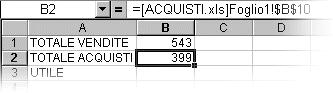 B2 = =[ACQUISTI.xls]Foglio1!$B$10
A B C D
1 TOTALE VENDITE 543
2 TOTALE ACQUISTI 399
3 UTILE